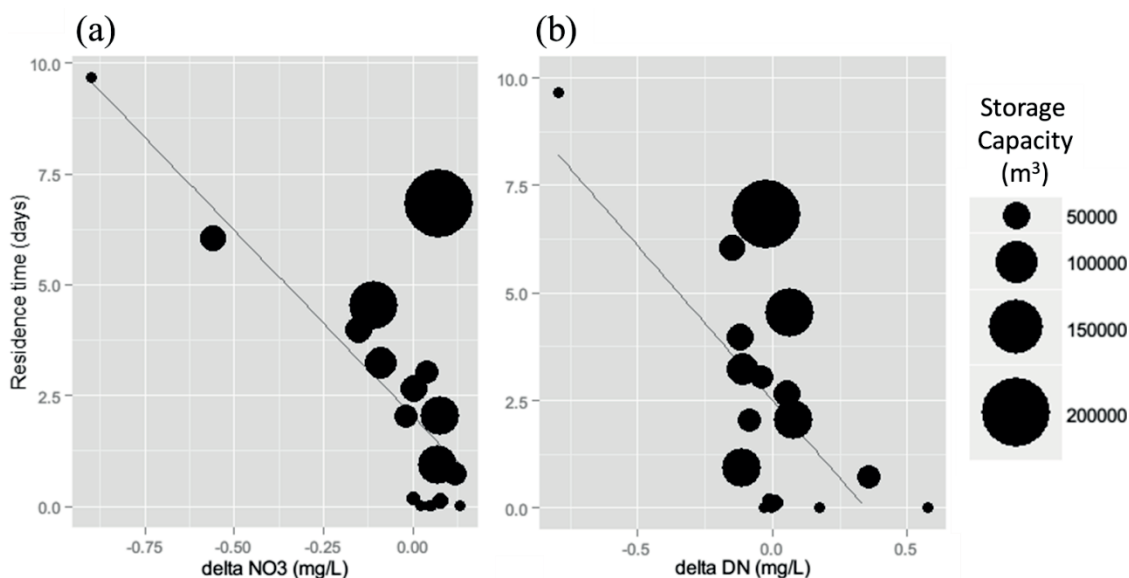 (a)
(b)
Residence time (days)
10.0
7.5
5.0
2.5
0.0
-0.75
-0.50
-0.25
0.00
delta NO3 (mg/L)
10.0
7.5
5.0
2.5
0.0
-0.5
0.0
0.5
delta DN (mg/L)
Storage
Capacity
(m³)
50000
100000
150000
200000